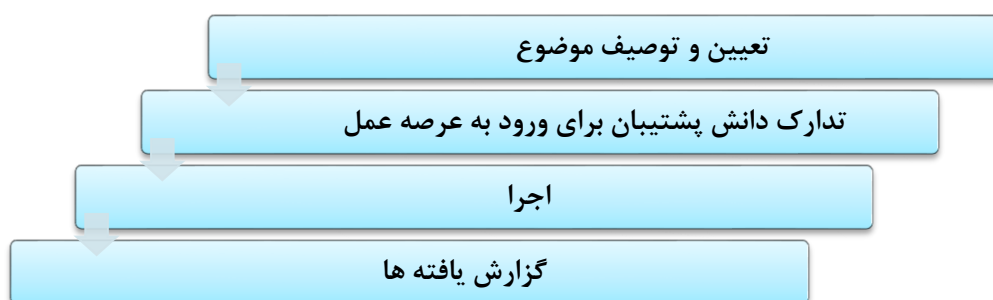 تعیین و توصیف موضوع
تدارک دانش پشتیبان برای ورود به عرصه عمل
اجرا
گزارش یافته ها